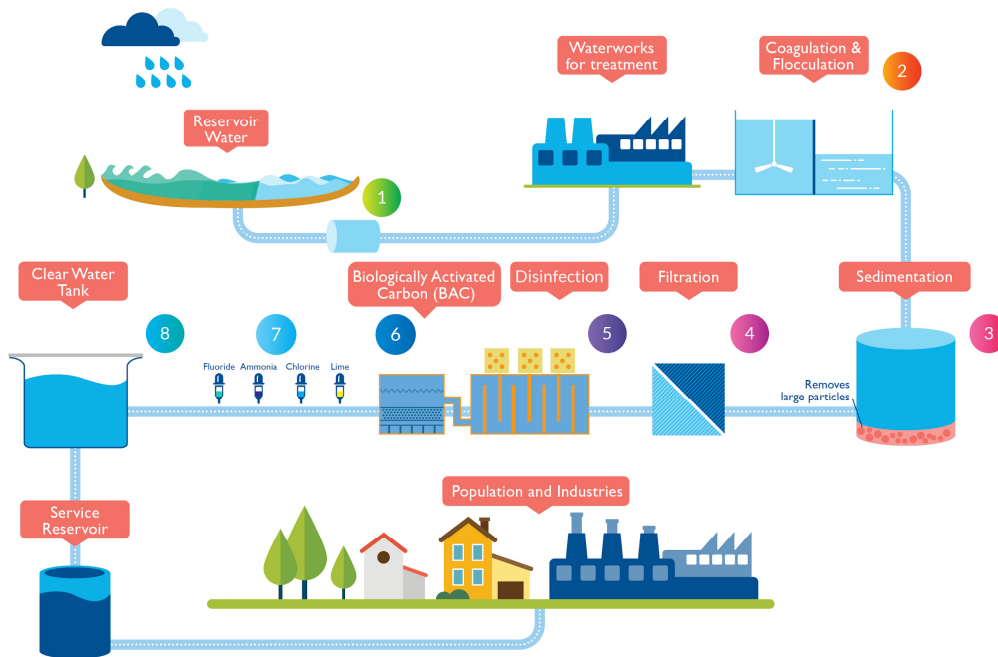 Waterworks
for treatment
Coagulation &
Flocculation
2
Reservoir
Water
1
Clear Water
Tank
Biologically Activated
Carbon (BAC)
Disinfection
Filtration
Sedimentation
8
7
6
5
4
3
Fluoride
Ammonia
Chlorine
Lime
Removes
large particles
Service
Reservoir
Population and Industries